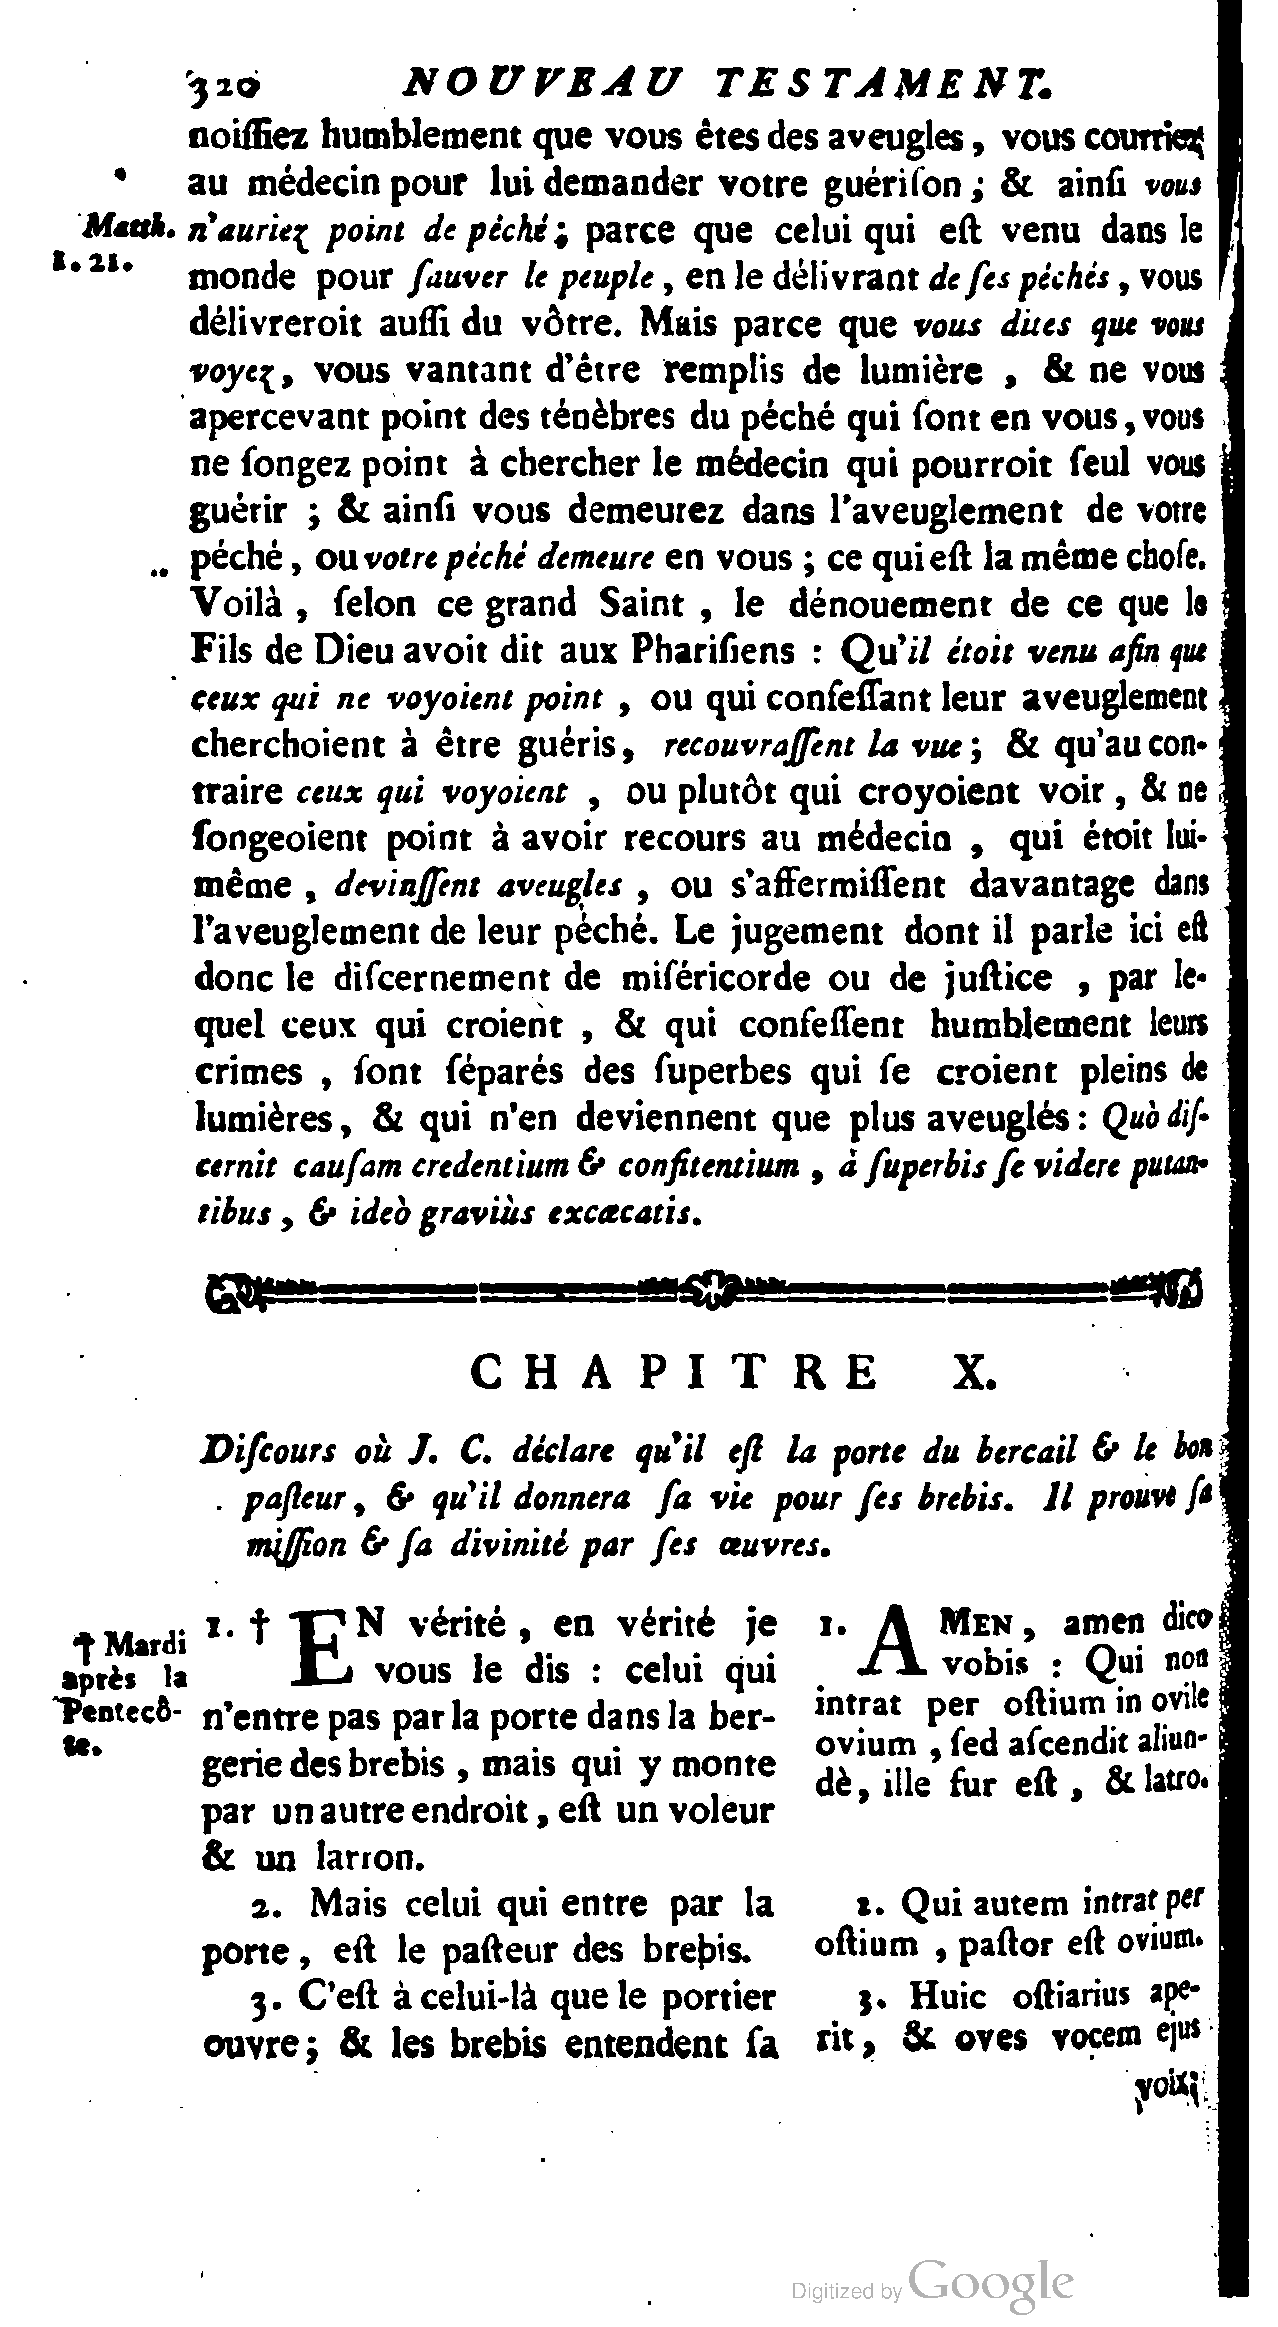 320 NOUVEAU TESTAMENT.
noiſſiez humblement que vous êtes des aveugles, vous courriez
au médecin pour lui demander votre guériſon; & ainſi vous
Matth.
1. 21.
n'auriez point de péché; parce que celui qui eſt venu dans le
monde pour ſauver le peuple, en le délivrant de ſes péchés, vous
délivreroit auſſi du vôtre. Mais parce que vous dites que vous
voyez, vous vantant d'être remplis de lumière, & ne vous
apercevant point des ténèbres du péché qui ſont en vous, vous
ne ſongez point à chercher le médecin qui pourroit ſeul vous
guérir; & ainſi vous demeurez dans l'aveuglement de votre
péché, ou votre péché demeure en vous; ce qui eſt la même choſe.
Voilà, ſelon ce grand Saint, le dénouement de ce que le
Fils de Dieu avoit dit aux Phariſiens: Qu'il étoit venu afin que
ceux qui ne voyoient point, ou qui confeſſant leur aveuglement
cherchoient à être guéris, recouvraſſent la vue; & qu'au con-
traire ceux qui voyoient, ou plutôt qui croyoient voir, & ne
ſongeoient point à avoir recours au médecin, qui étoit lui-
même, devinſſent aveugles, ou s'affermiſſent davantage dans
l'aveuglement de leur péché. Le jugement dont il parle ici eſt
donc le diſcernement de miſéricorde ou de juſtice, par le-
quel ceux qui croient, & qui confeſſent humblement leurs
crimes, ſont ſéparés des ſuperbes qui ſe croient pleins de
lumières, & qui n'en deviennent que plus aveuglés: Quò diſ-
cernit cauſam credentium & confitentium, à ſuperbis ſe videre putan-
tibus, & ideò graviùs excæcatis.
CHAPITRE X.
Diſcours où J. C. déclare qu'il eſt la porte du bercail & le bon
paſteur, & qu'il donnera ſa vie pour ſes brebis. Il prouve ſa
miſſion & ſa divinité par ſes œuvres.
† Mardi
après la
Pentecô-
te.
1. † EN vérité, en vérité je
vous le dis: celui qui
n'entre pas par la porte dans la ber-
gerie des brebis, mais qui y monte
par un autre endroit, eſt un voleur
& un larron.
2. Mais celui qui entre par la
porte, eſt le paſteur des brebis.
3. C'eſt à celui-là que le portier
ouvre; & les brebis entendent ſa
1. AMEN, amen dico
vobis: Qui non
intrat per oſtium in ovile
ovium, ſed aſcendit aliun-
dè, ille fur eſt, & latro.
2. Qui autem intrat per
oſtium, paſtor eſt ovium.
3. Huic oſtiarius ape-
rit, & oves vocem ejus
voix;
Digitized by Google